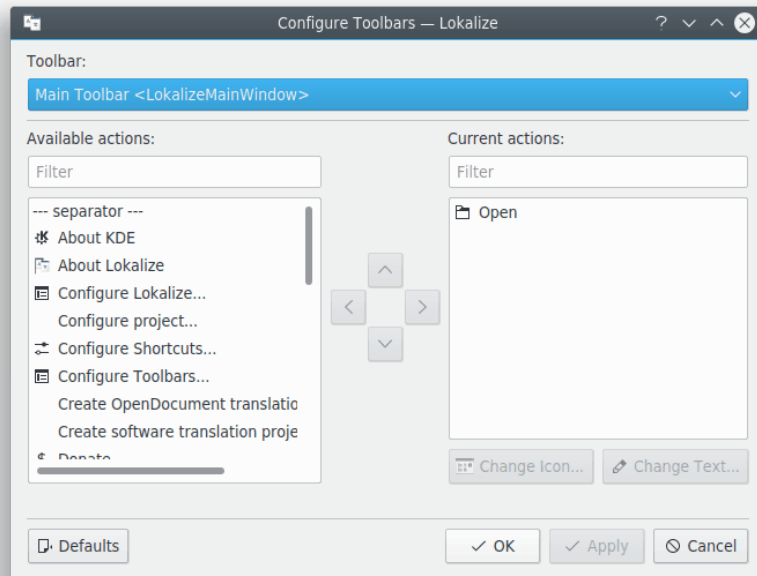 Configure Toolbars — Lokalize
Toolbar:
Main Toolbar <LokalizeMainWindow>
Available actions:
Current actions:
Filter
Filter
--- separator ---
About KDE
About Lokalize
Configure Lokalize...
Configure project...
Configure Shortcuts...
Configure Toolbars...
Create OpenDocument translatio
Create software translation proje
Donate
Open
Change Icon...
Change Text...
Defaults
OK
Apply
Cancel